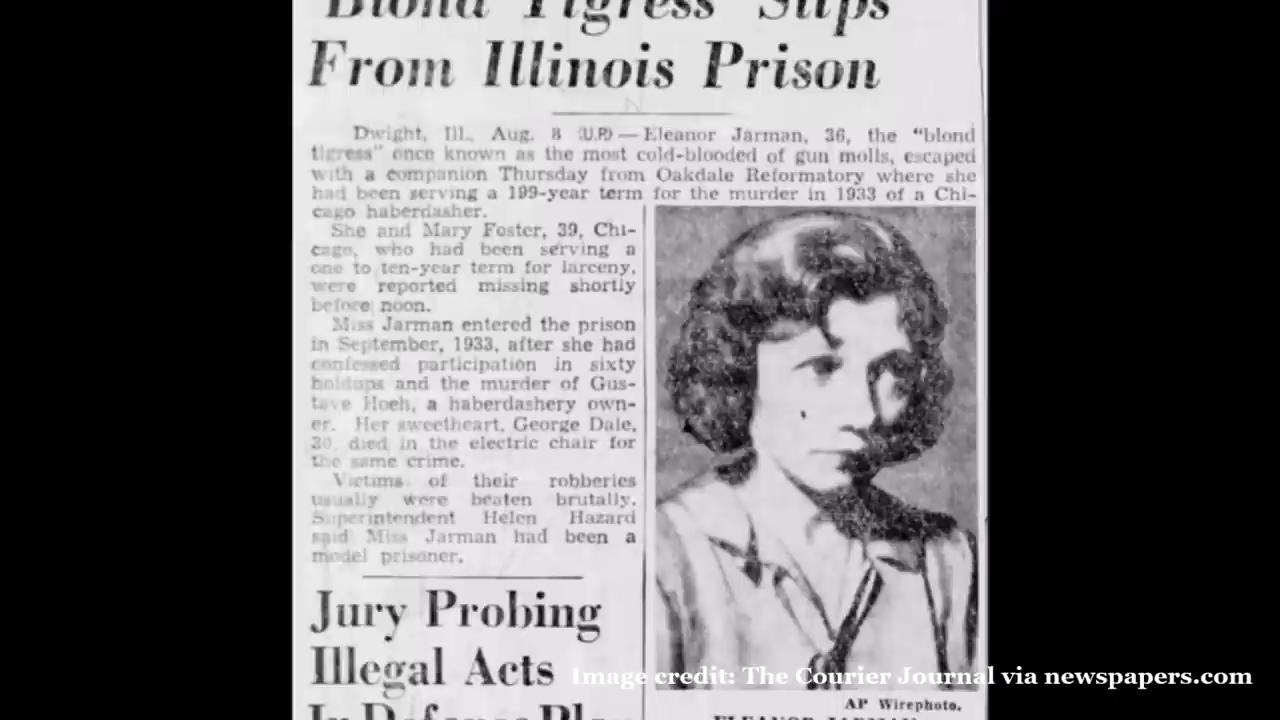 "Blond Tigress" Slips
From Illinois Prison
Dwight, Ill., Aug. 8 (U.P.) — Eleanor Jarman, 36, the "blond
tigress" once known as the most cold-blooded of gun molls, escaped
with a companion Thursday from Oakdale Reformatory where she
had been serving a 199-year term for the murder in 1933 of a Chi-
cago haberdasher.
She and Mary Foster, 39, Chi-
cago, who had been serving a
one to ten-year term for larceny,
were reported missing shortly
before noon.
Miss Jarman entered the prison
in September, 1933, after she had
confessed participation in sixty
holdups and the murder of Gus-
tave Hoeh, a haberdashery own-
er. Her sweetheart, George Dale,
30, died in the electric chair for
the same crime.
Victims of their robberies
usually were beaten brutally.
Superintendent Helen Hazard
said Miss Jarman had been a
model prisoner.
Jury Probing
Illegal Acts
In Defense
AP Wirephoto.
ELEANOR JARMAN
Image credit: The Courier Journal via newspapers.com